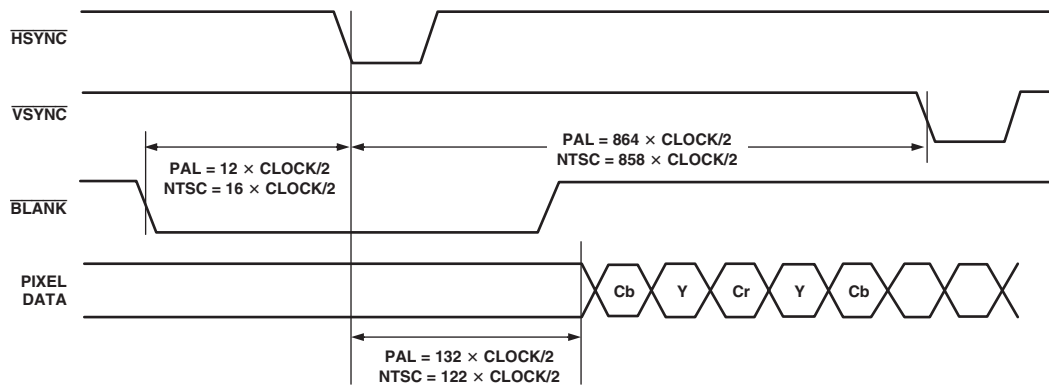 HSYNC
VSYNC
PAL = 12 × CLOCK/2
NTSC = 16 × CLOCK/2
PAL = 864 × CLOCK/2
NTSC = 858 × CLOCK/2
BLANK
PIXEL
DATA
Cb Y Cr Y Cb
PAL = 132 × CLOCK/2
NTSC = 122 × CLOCK/2